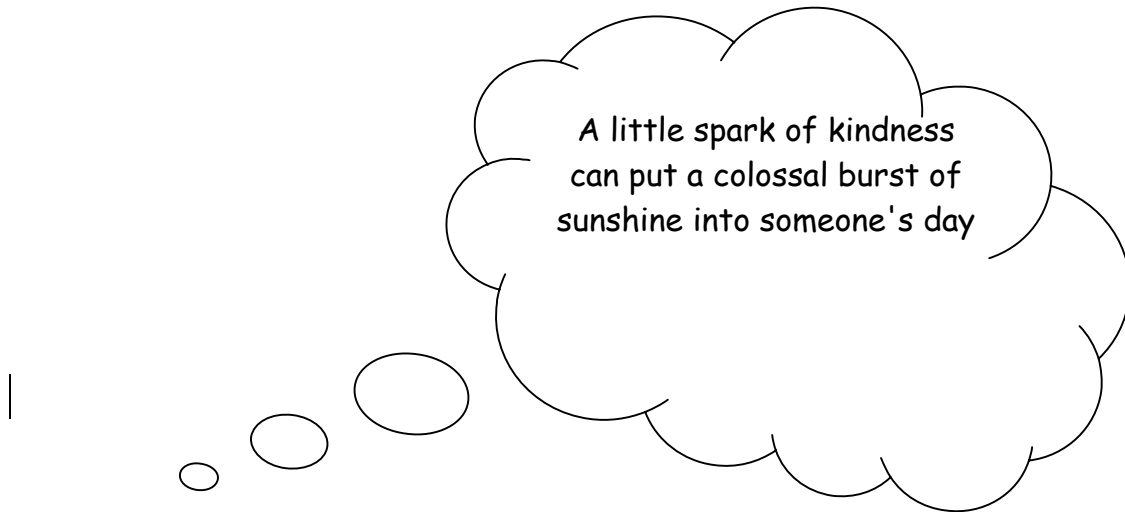 A little spark of kindness
can put a colossal burst of
sunshine into someone's day